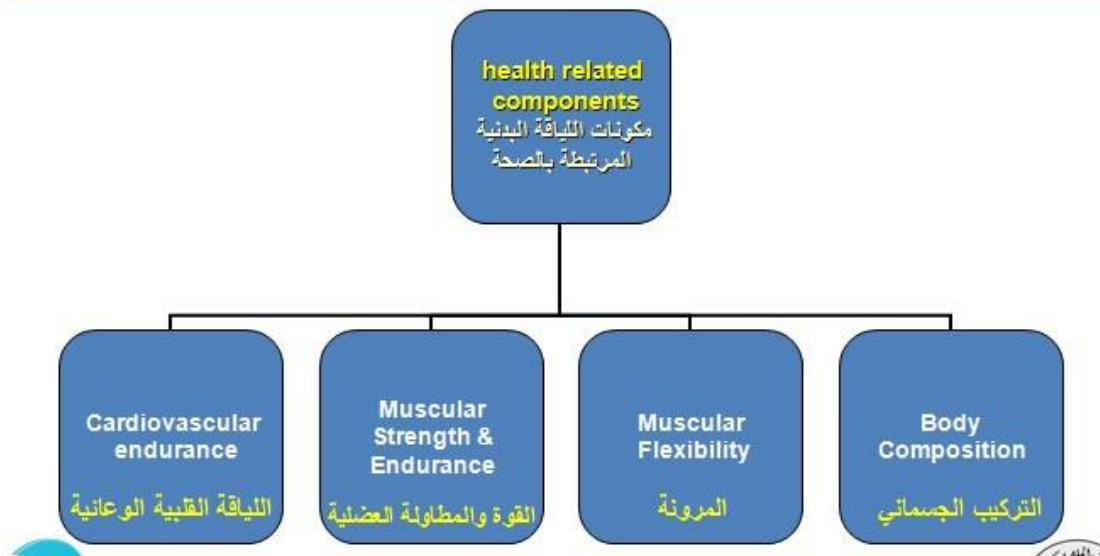 health related
components
مكونات اللياقة البدنية
المرتبطة بالصحة
Cardiovascular
endurance
اللياقة القلبية الوعائية
Muscular
Strength &
Endurance
القوة والمطاولة العضلية
Muscular
Flexibility
المرونة
Body
Composition
التركيب الجسماني